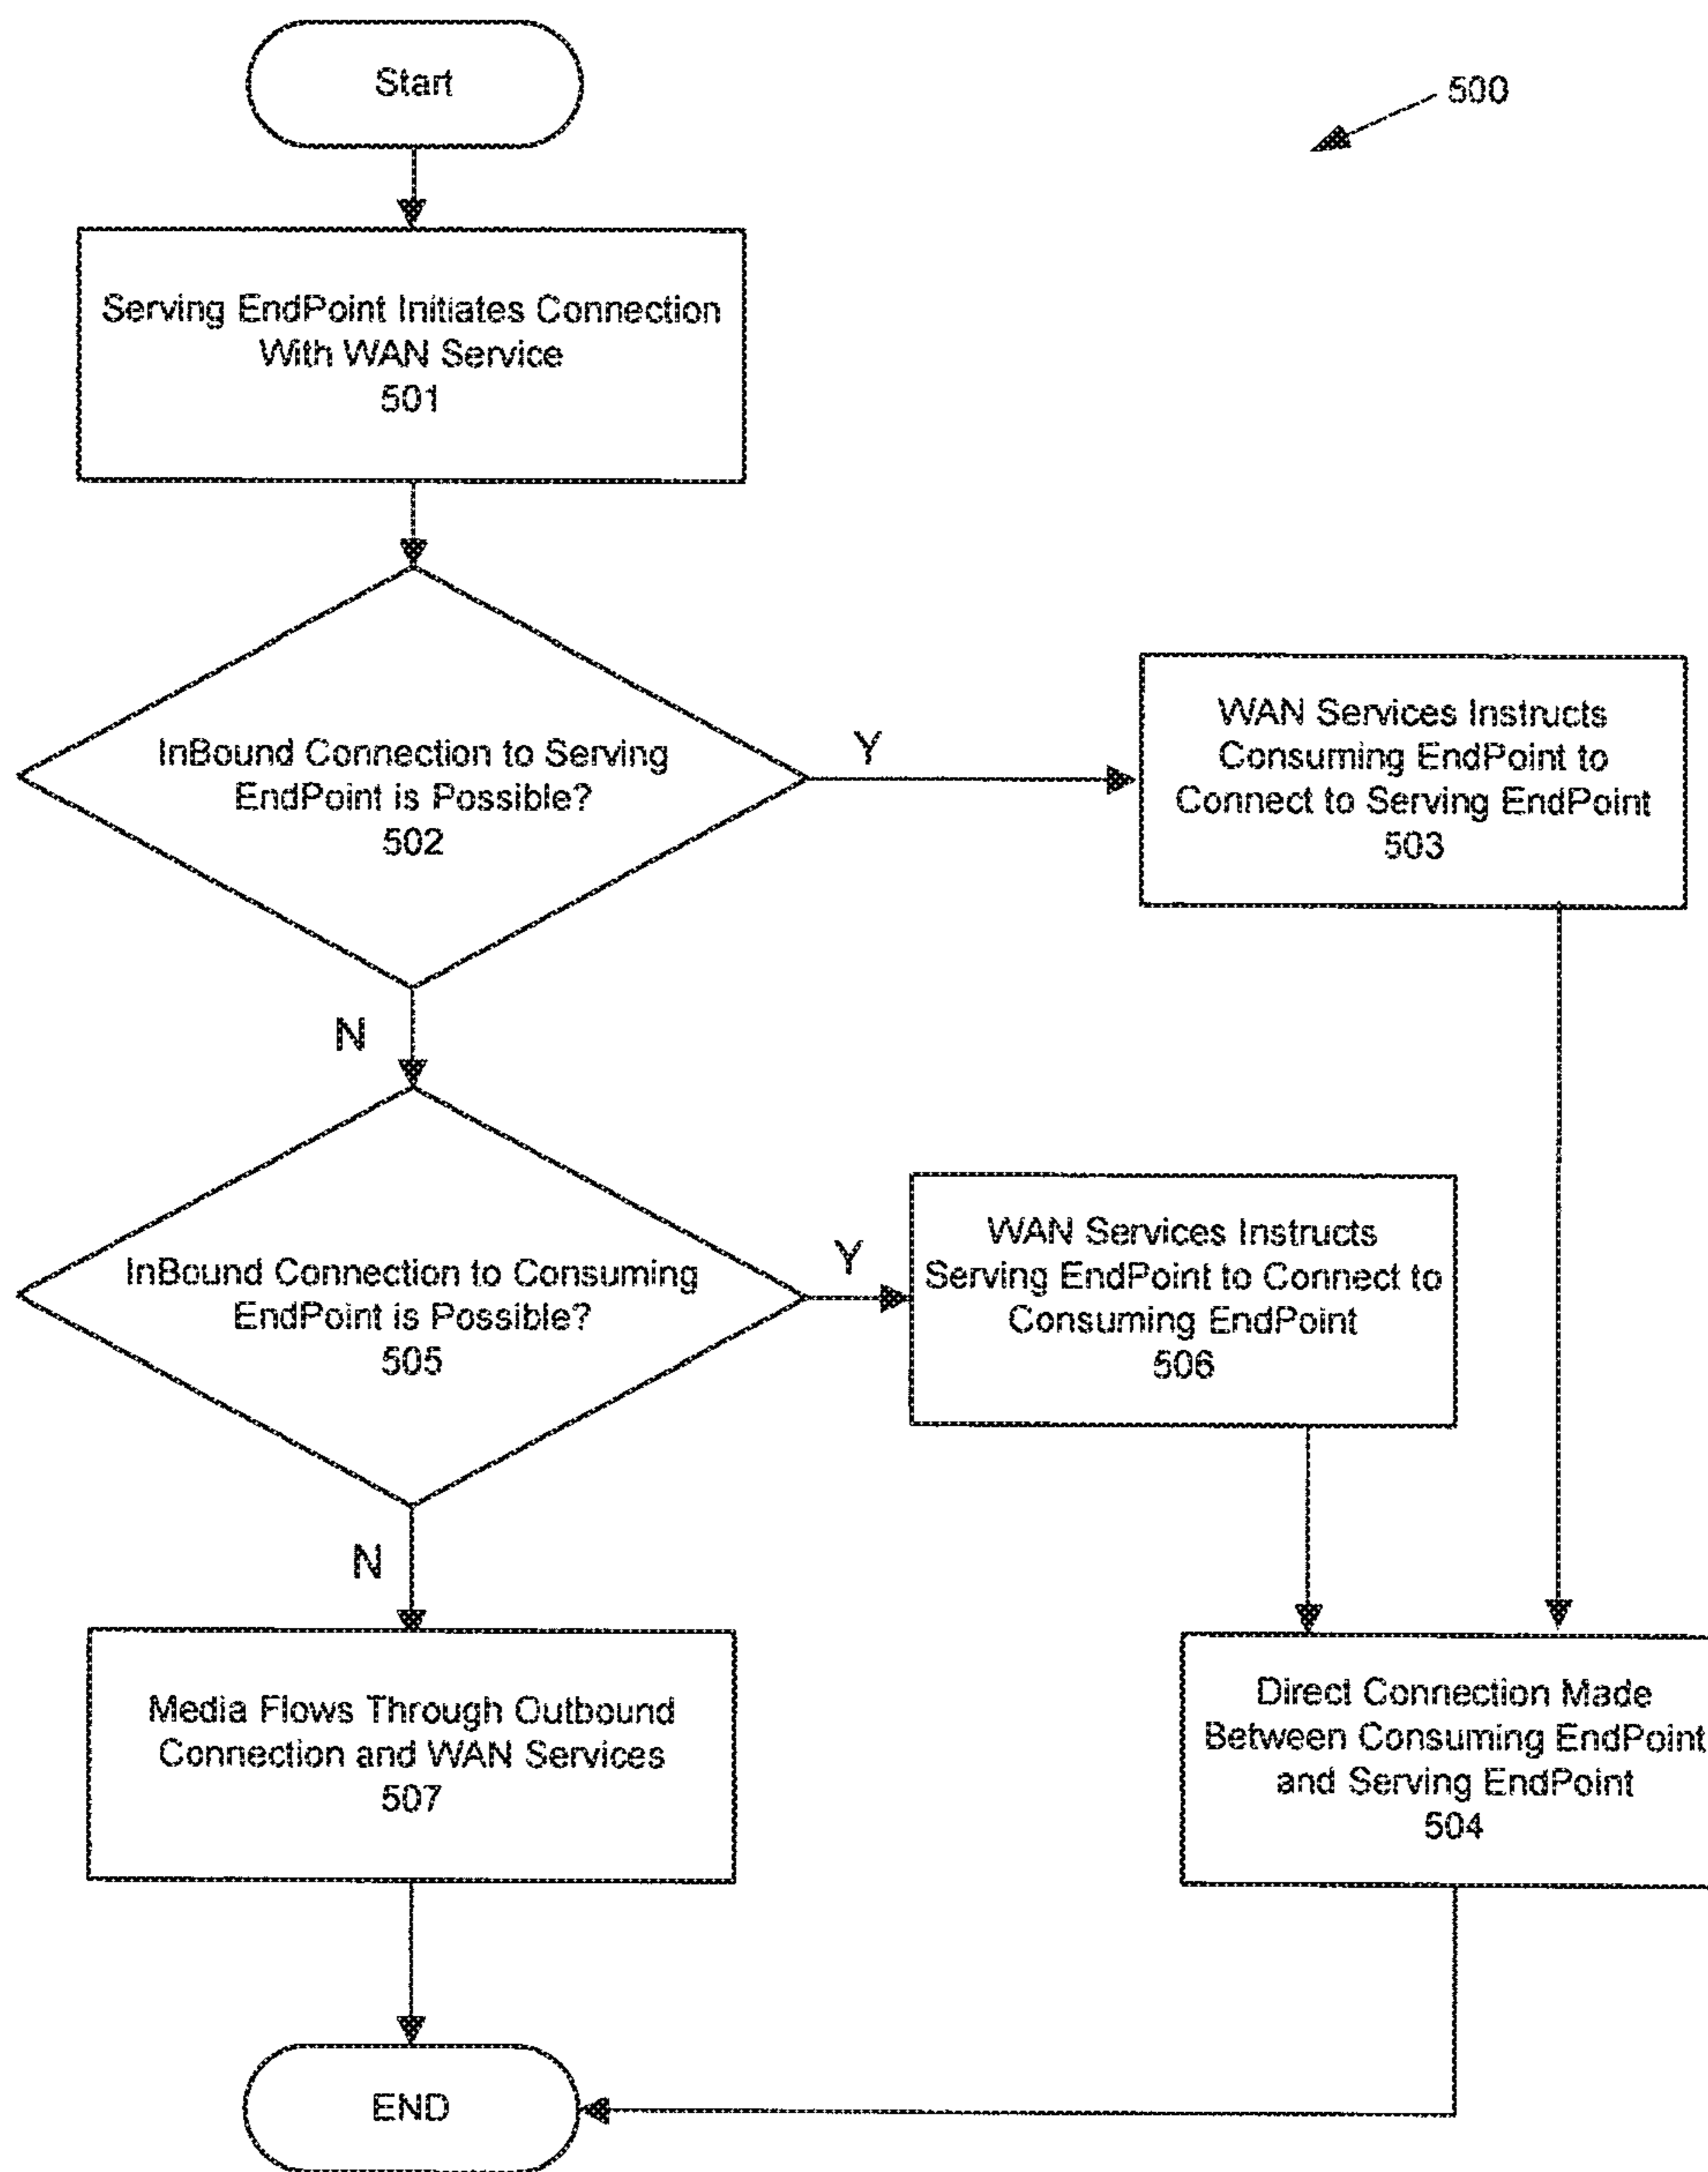 Start
500
Serving EndPoint Initiates Connection
With WAN Service
501
InBound Connection to Serving
EndPoint is Possible?
502
Y
WAN Services Instructs
Consuming EndPoint to
Connect to Serving EndPoint
503
N
InBound Connection to Consuming
EndPoint is Possible?
505
Y
WAN Services Instructs
Serving EndPoint to Connect to
Consuming EndPoint
506
N
Media Flows Through Outbound
Connection and WAN Services
507
Direct Connection Made
Between Consuming EndPoint
and Serving EndPoint
504
END